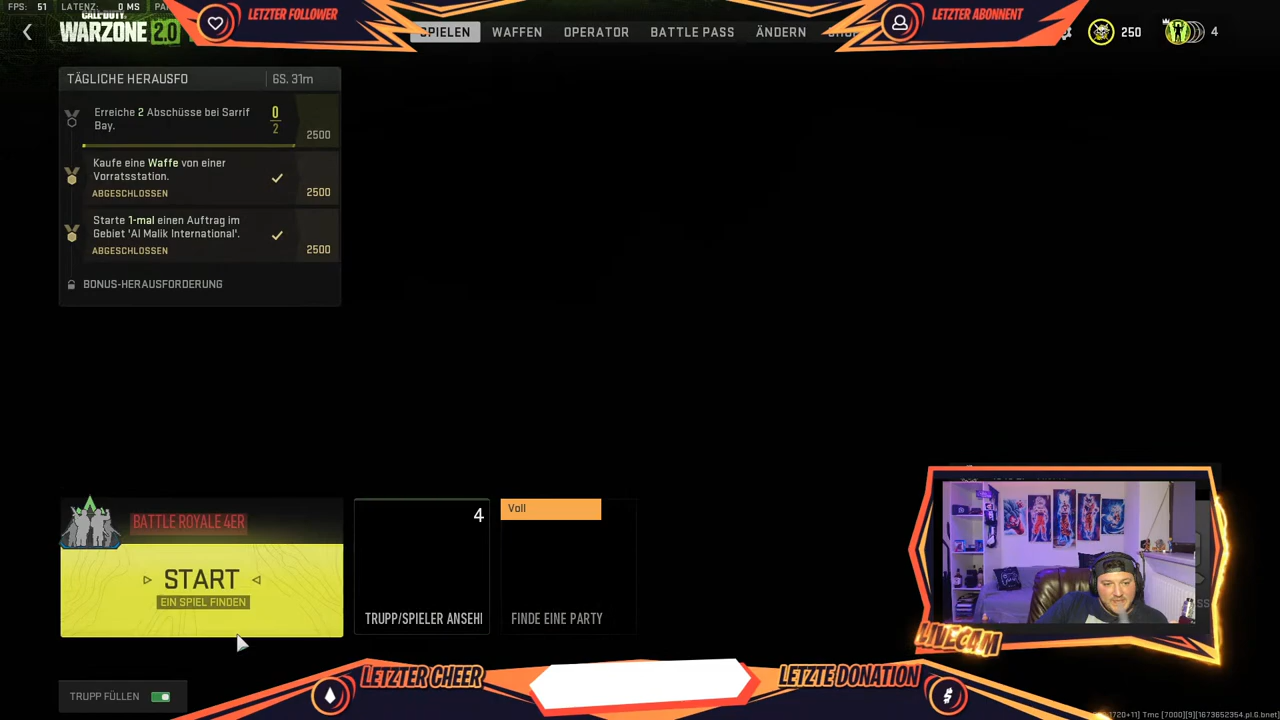 FPS: 51 LATENZ: 0 MS
LETZTER FOLLOWER
LETZTER ABONNENT
CALL OF DUTY
WARZONE 2.0
SPIELEN WAFFEN OPERATOR BATTLE PASS ÄNDERN
250
4
TÄGLICHE HERAUSFO 6S. 31m
Erreiche 2 Abschüsse bei Sarrif
Bay.
0
2
2500
Kaufe eine Waffe von einer
Vorratsstation.
ABGESCHLOSSEN
2500
Starte 1-mal einen Auftrag im
Gebiet 'Al Malik International'.
ABGESCHLOSSEN
2500
BONUS-HERAUSFORDERUNG
BATTLE ROYALE 4ER
START
EIN SPIEL FINDEN
4
TRUPP/SPIELER ANSEHI
Voll
FINDE EINE PARTY
LIVECAM
TRUPP FÜLLEN
LETZTER CHEER
LETZTE DONATION